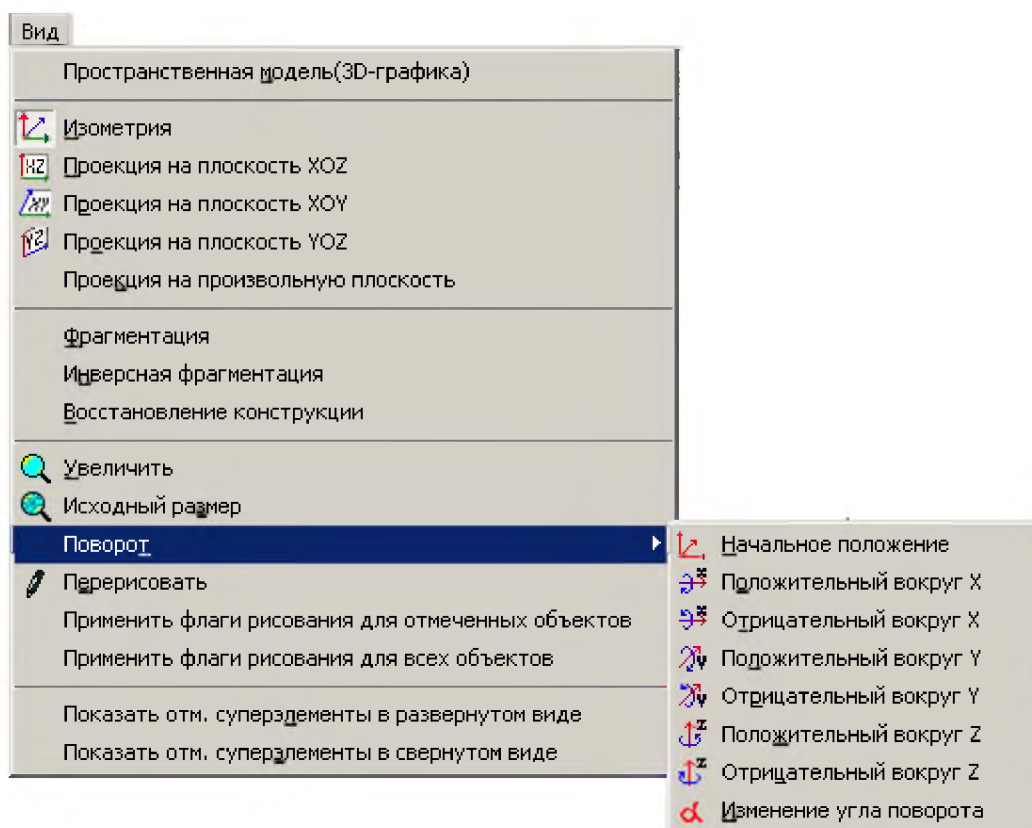 Вид
Пространственная модель(3D-графика)
Изометрия
Проекция на плоскость XOZ
Проекция на плоскость XOY
Проекция на плоскость YOZ
Проекция на произвольную плоскость
Фрагментация
Инверсная фрагментация
Восстановление конструкции
Увеличить
Исходный размер
Поворот
Перерисовать
Применить флаги рисования для отмеченных объектов
Применить флаги рисования для всех объектов
Показать отм. суперэлементы в развернутом виде
Показать отм. суперэлементы в свернутом виде
Начальное положение
Положительный вокруг X
Отрицательный вокруг X
Положительный вокруг Y
Отрицательный вокруг Y
Положительный вокруг Z
Отрицательный вокруг Z
Изменение угла поворота